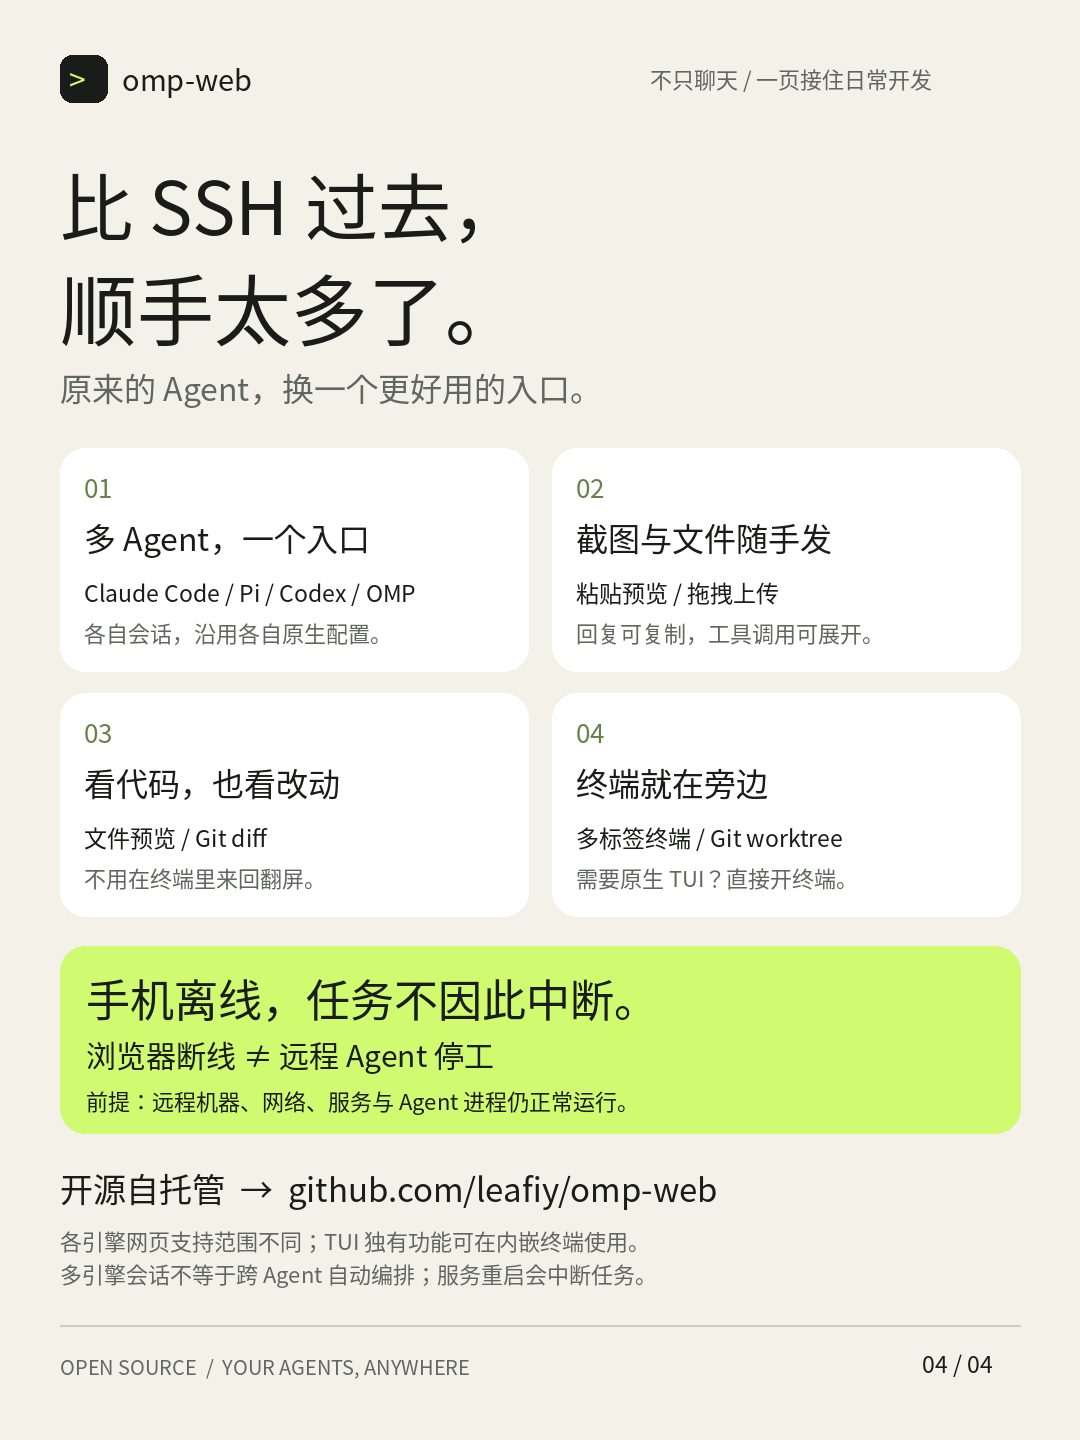 > omp-web
不只聊天 / 一页接住日常开发
比 SSH 过去，
顺手太多了。
原来的 Agent，换一个更好用的入口。
01
多 Agent，一个入口
Claude Code / Pi / Codex / OMP
各自会话，沿用各自原生配置。
02
截图与文件随手发
粘贴预览 / 拖拽上传
回复可复制，工具调用可展开。
03
看代码，也看改动
文件预览 / Git diff
不用在终端里来回翻屏。
04
终端就在旁边
多标签终端 / Git worktree
需要原生 TUI？直接开终端。
手机离线，任务不因此中断。
浏览器断线 ≠ 远程 Agent 停工
前提：远程机器、网络、服务与 Agent 进程仍正常运行。
开源自托管 → github.com/leafiy/omp-web
各引擎网页支持范围不同；TUI 独有功能可在内嵌终端使用。
多引擎会话不等于跨 Agent 自动编排；服务重启会中断任务。
OPEN SOURCE / YOUR AGENTS, ANYWHERE
04 / 04